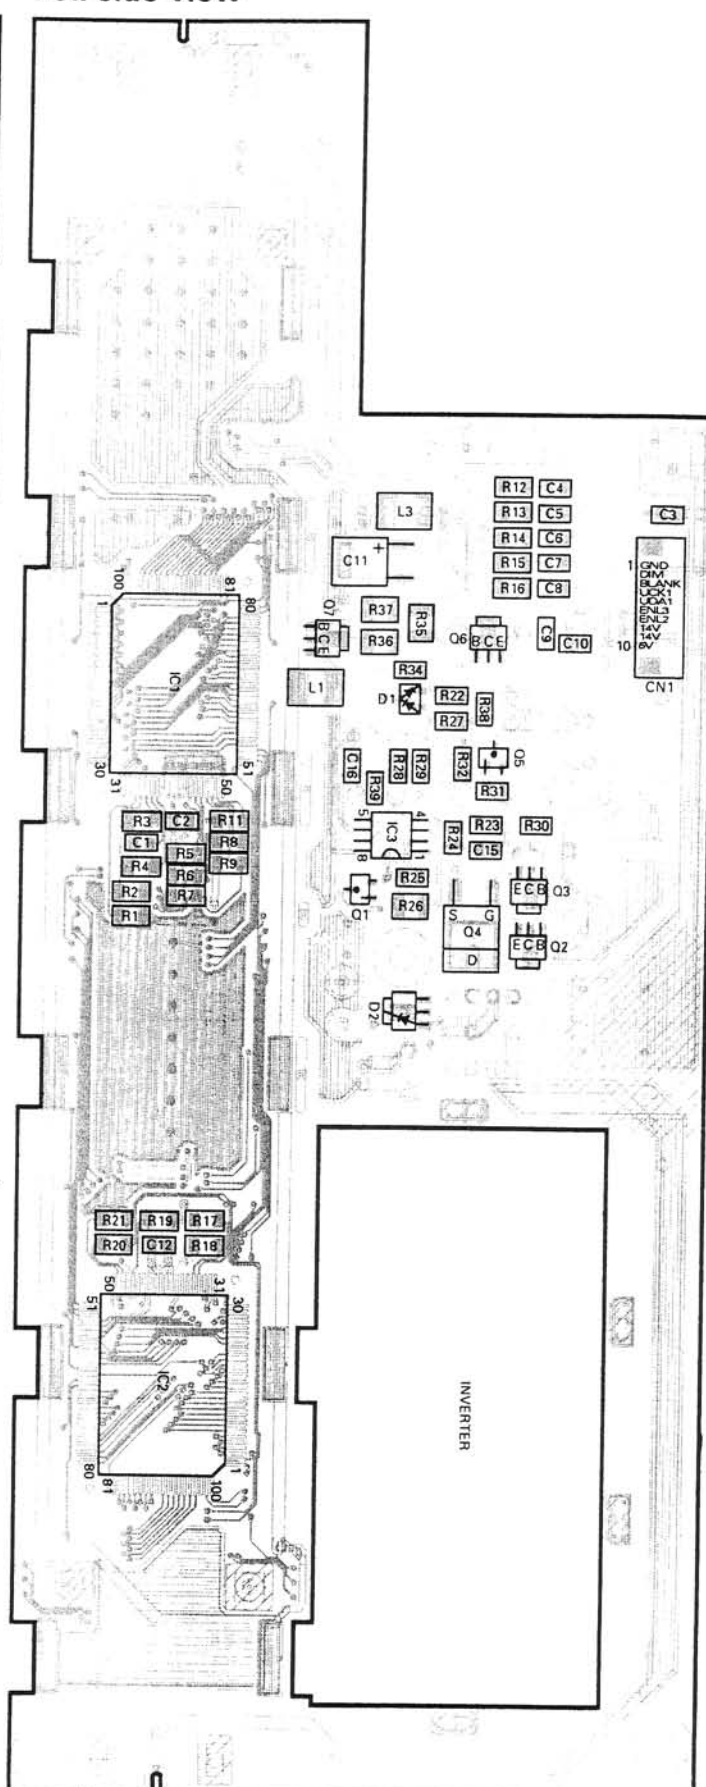 R12 C4
R13 C5
L3
R14 C6
C3
C11 +
R15 C7
R16 C8
1 GND
DIM
BLANK
UCK1
UDA1
ENL3
ENL2
14V
14V
10 5V
CN1
100
81
1
80
IC1
30
31
50
51
Q7
B C E
R37
R36
R35
Q6
B C E
C9
C10
L1
R34
D1
R22
R27
R38
C16
R39
R28
R29
R32
Q5
R31
5
4
IC3
8
1
R24
R23
C15
R30
R3 C2 R11
C1 R5 R8
R4 R6 R9
R2 R7
R1
Q1
R25
R26
S G
Q4
D
E C B Q3
E C B Q2
D2
R21 R19 R17
R20 C12 R18
50
31
51
30
IC2
80
81
1
100
INVERTER